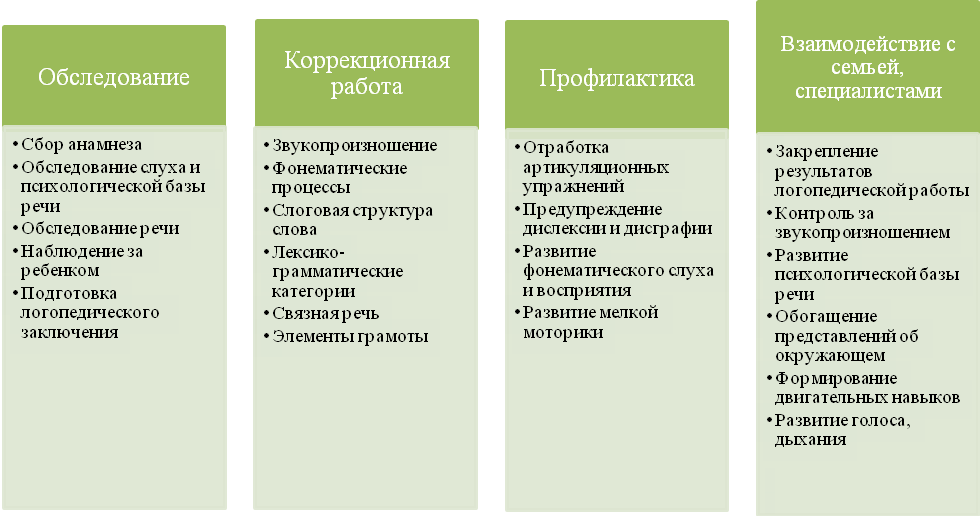 Обследование
• Сбор анамнеза
• Обследование слуха и
психологической базы
речи
• Обследование речи
• Наблюдение за
ребенком
• Подготовка
логопедического
заключения
Коррекционная
работа
• Звукопроизношение
• Фонематические
процессы
• Слоговая структура
слова
• Лексико-
грамматические
категории
• Связная речь
• Элементы грамоты
Профилактика
• Отработка
артикуляционных
упражнений
• Предупреждение
дислексии и дисграфии
• Развитие
фонематического слуха
и восприятия
• Развитие мелкой
моторики
Взаимодействие с
семьей,
специалистами
• Закрепление
результатов
логопедической работы
• Контроль за
звукопроизношением
• Развитие
психологической базы
речи
• Обогащение
представлений об
окружающем
• Формирование
двигательных навыков
• Развитие голоса,
дыхания